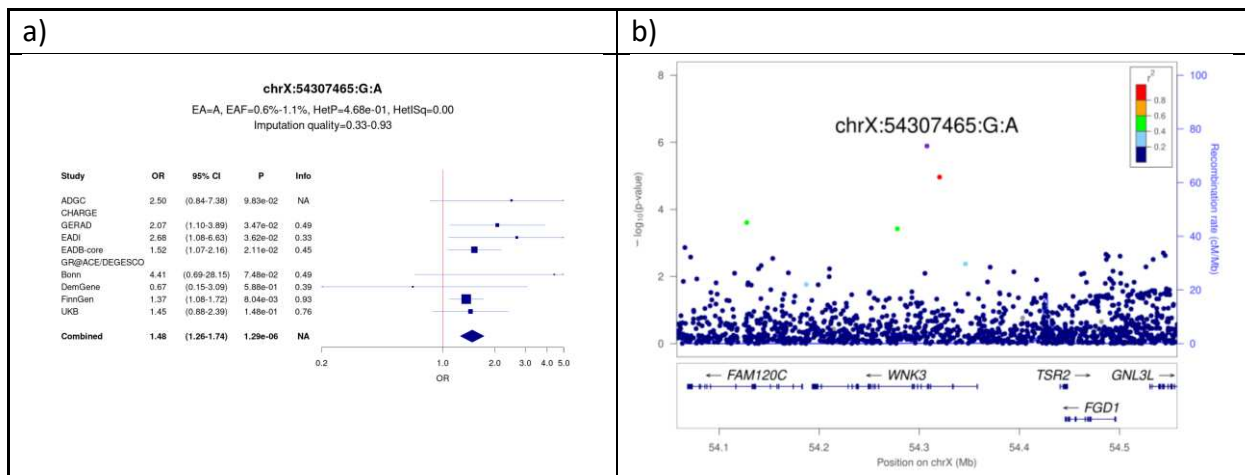 a)
b)
chrX:54307465:G:A
EA=A, EAF=0.6%-1.1%, HetP=4.68e-01, HetISq=0.00
Imputation quality=0.33-0.93
Study OR 95% CI P Info
ADGC 2.50 (0.84-7.38) 9.83e-02 NA
CHARGE
GERAD 2.07 (1.10-3.89) 3.47e-02 0.49
EADI 2.68 (1.08-6.63) 3.62e-02 0.33
EADB-core 1.52 (1.07-2.16) 2.11e-02 0.45
GR@ACE/DEGESCO
Bonn 4.41 (0.69-28.15) 7.48e-02 0.49
DemGene 0.67 (0.15-3.09) 5.88e-01 0.39
FinnGen 1.37 (1.08-1.72) 8.04e-03 0.93
UKB 1.45 (0.88-2.39) 1.48e-01 0.76
Combined 1.48 (1.26-1.74) 1.29e-06 NA
0.2 1.0 2.0 3.0 4.0 5.0
OR
chrX:54307465:G:A
r²
0.8
0.6
0.4
0.2
− log₁₀(p-value)
8
6
4
2
0
100
80
60
40
20
0
Recombination rate (cM/Mb)
← FAM120C
← WNK3
TSR2 →
GNL3L →
← FGD1
54.1 54.2 54.3 54.4 54.5
Position on chrX (Mb)